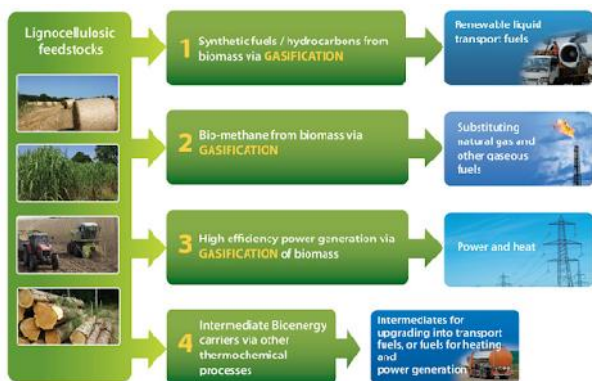 Lignocellulosic
feedstocks
1 Synthetic fuels / hydrocarbons from
biomass via GASIFICATION
Renewable liquid
transport fuels
2 Bio-methane from biomass via
GASIFICATION
Substituting
natural gas and
other gaseous
fuels
3 High efficiency power generation via
GASIFICATION of biomass
Power and heat
4 Intermediate Bicenergy
carriers via other
thermochemical
processes
Intermediates for
upgrading into transport
fuels, or fuels for heating
and
power generation